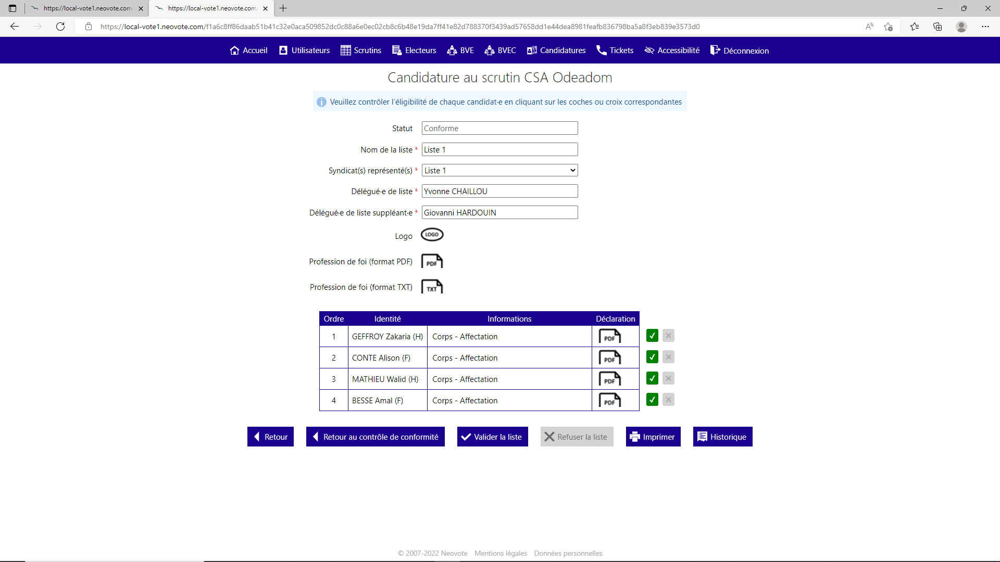 https://local-vote1.neovote.com
https://local-vote1.neovote.com
https://local-vote1.neovote.com/f1a6c8ff86daab51b41c32e0aca509852dc0c88a6e0ec02cb8c6b48e19da7ff41e82d788370f3439ad57658dd1e44dea8981feafb836798ba5a8f3eb839e3573d0
Accueil Utilisateurs Scrutins Electeurs BVE BVEC Candidatures Tickets Accessibilité Déconnexion
Candidature au scrutin CSA Odeadom
Veuillez contrôler l'éligibilité de chaque candidat·e en cliquant sur les coches ou croix correspondantes
Statut Conforme
Nom de la liste * Liste 1
Syndicat(s) représenté(s) * Liste 1
Délégué·e de liste * Yvonne CHAILLOU
Délégué·e de liste suppléant·e * Giovanni HARDOUIN
Logo LOGO
Profession de foi (format PDF) PDF
Profession de foi (format TXT) TXT
Ordre Identité Informations Déclaration
1 GEFFROY Zakaria (H) Corps - Affectation PDF
2 CONTE Alison (F) Corps - Affectation PDF
3 MATHIEU Walid (H) Corps - Affectation PDF
4 BESSE Amal (F) Corps - Affectation PDF
Retour Retour au contrôle de conformité Valider la liste Refuser la liste Imprimer Historique
© 2007-2022 Neovote Mentions légales Données personnelles